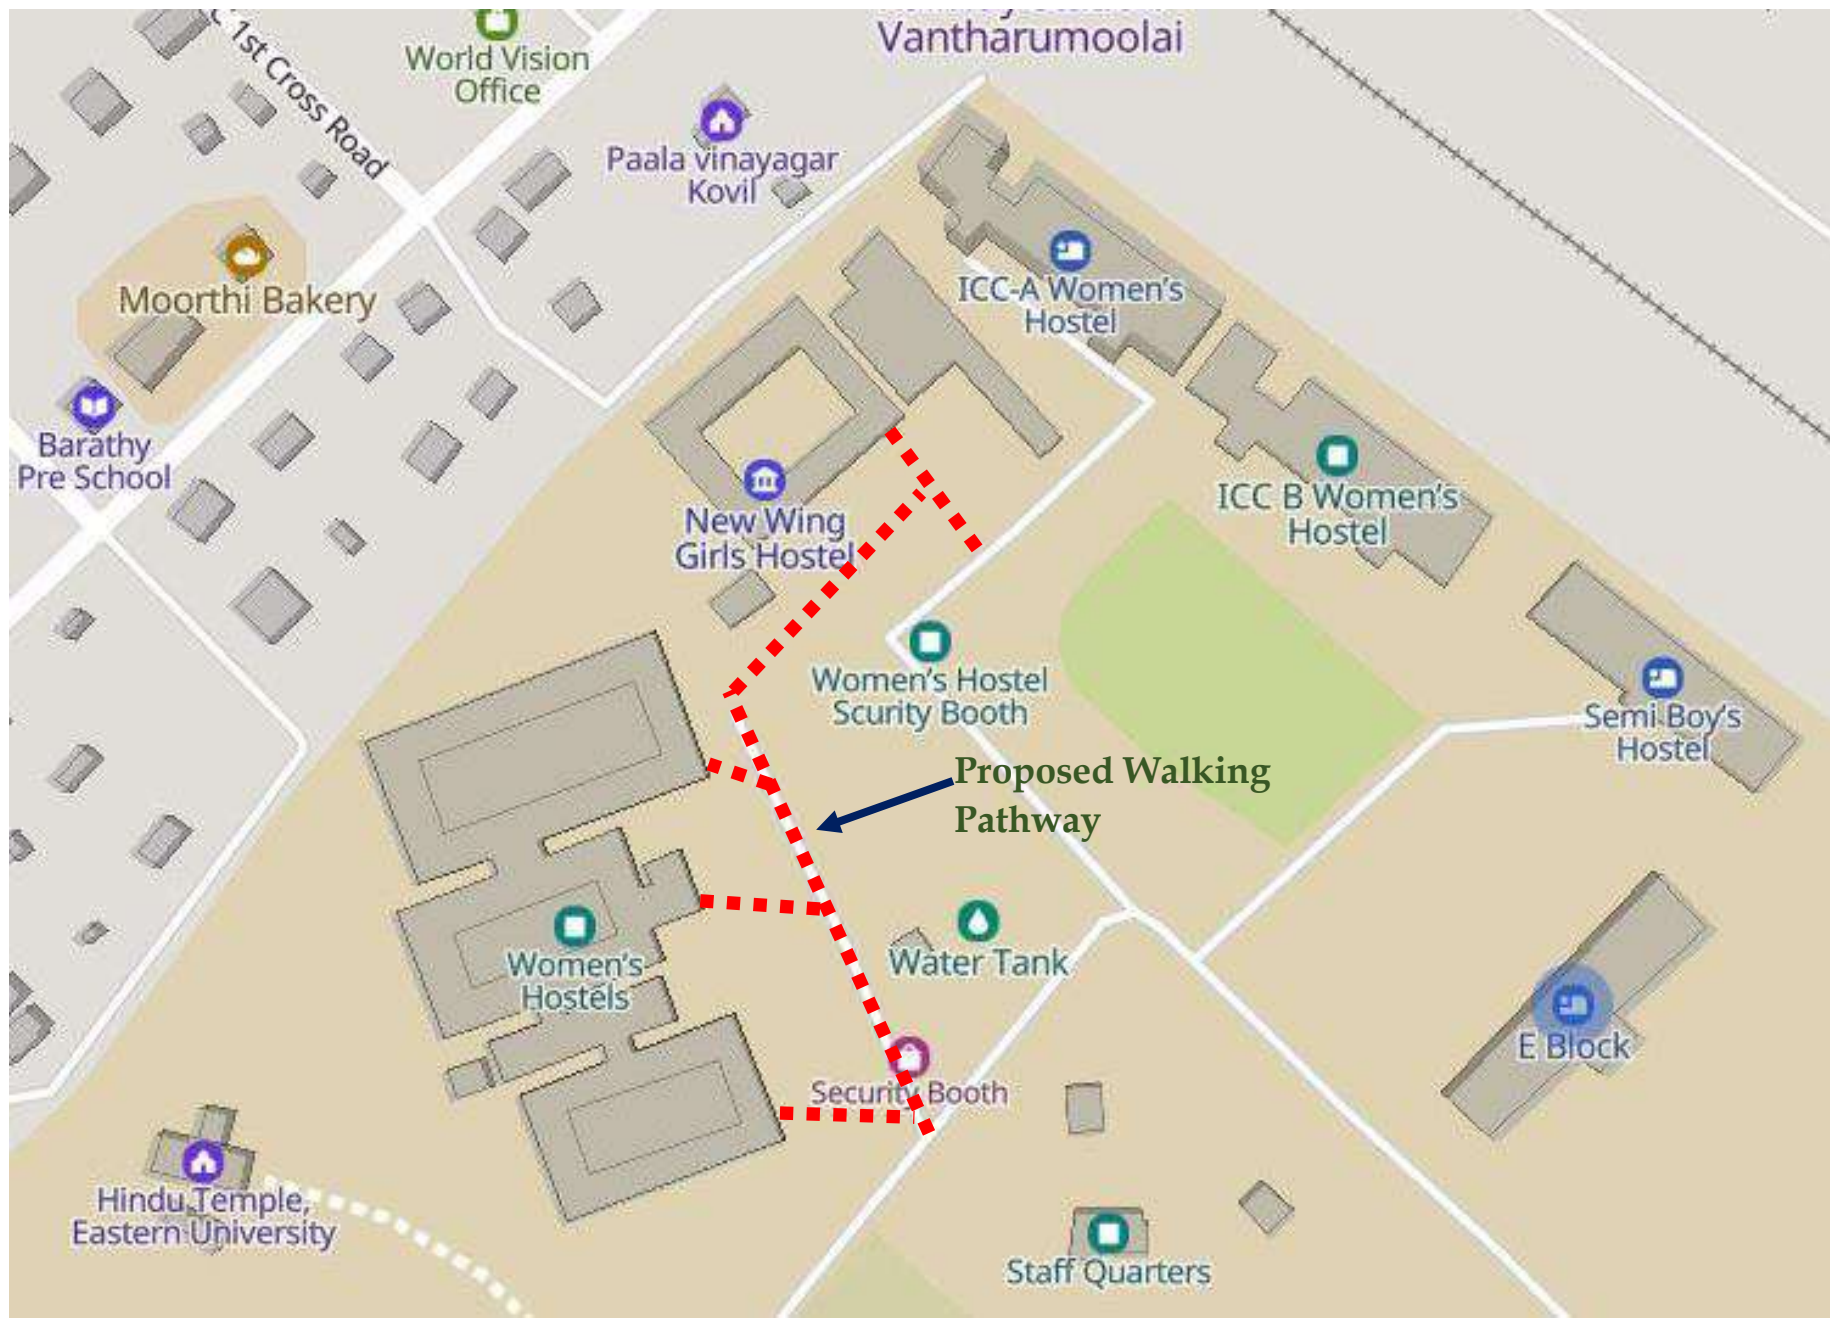 Vantharumoolai
1st Cross Road
World Vision
Office
Paala vinayagar
Kovil
Moorthi Bakery
ICC-A Women's
Hostel
Barathy
Pre School
New Wing
Girls Hostel
ICC B Women's
Hostel
Women's Hostel
Scurity Booth
Semi Boy's
Hostel
Proposed Walking
Pathway
Women's
Hostels
Water Tank
E Block
Security Booth
Hindu Temple,
Eastern University
Staff Quarters